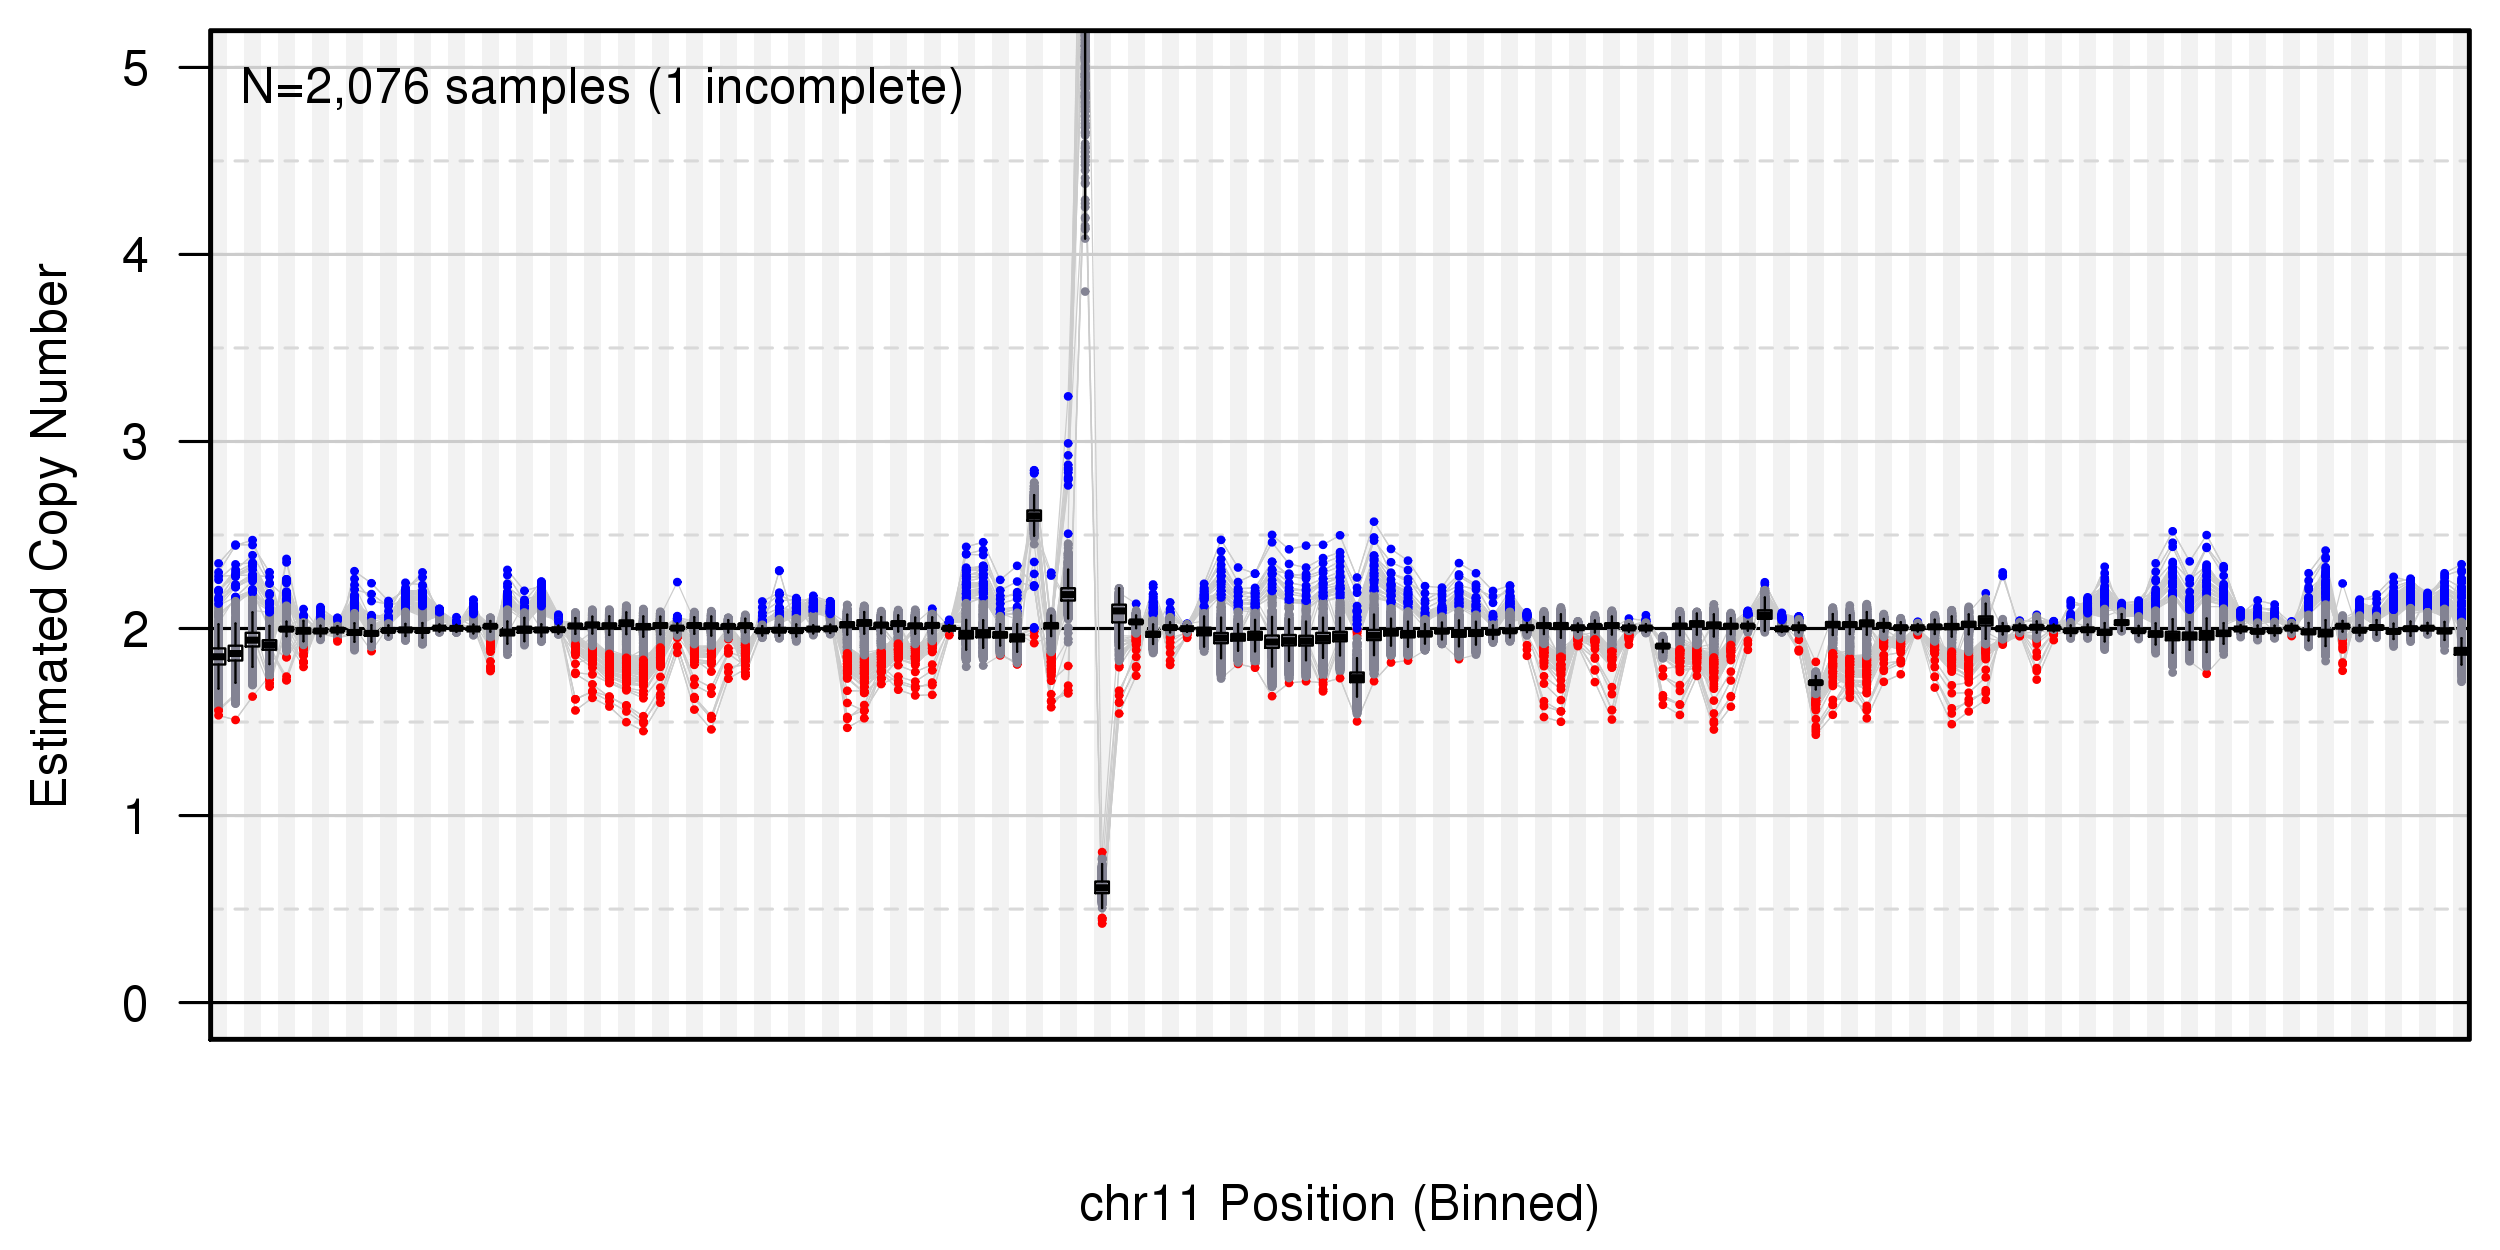 5
N=2,076 samples (1 incomplete)
4
3
2
1
0
Estimated Copy Number
chr11 Position (Binned)